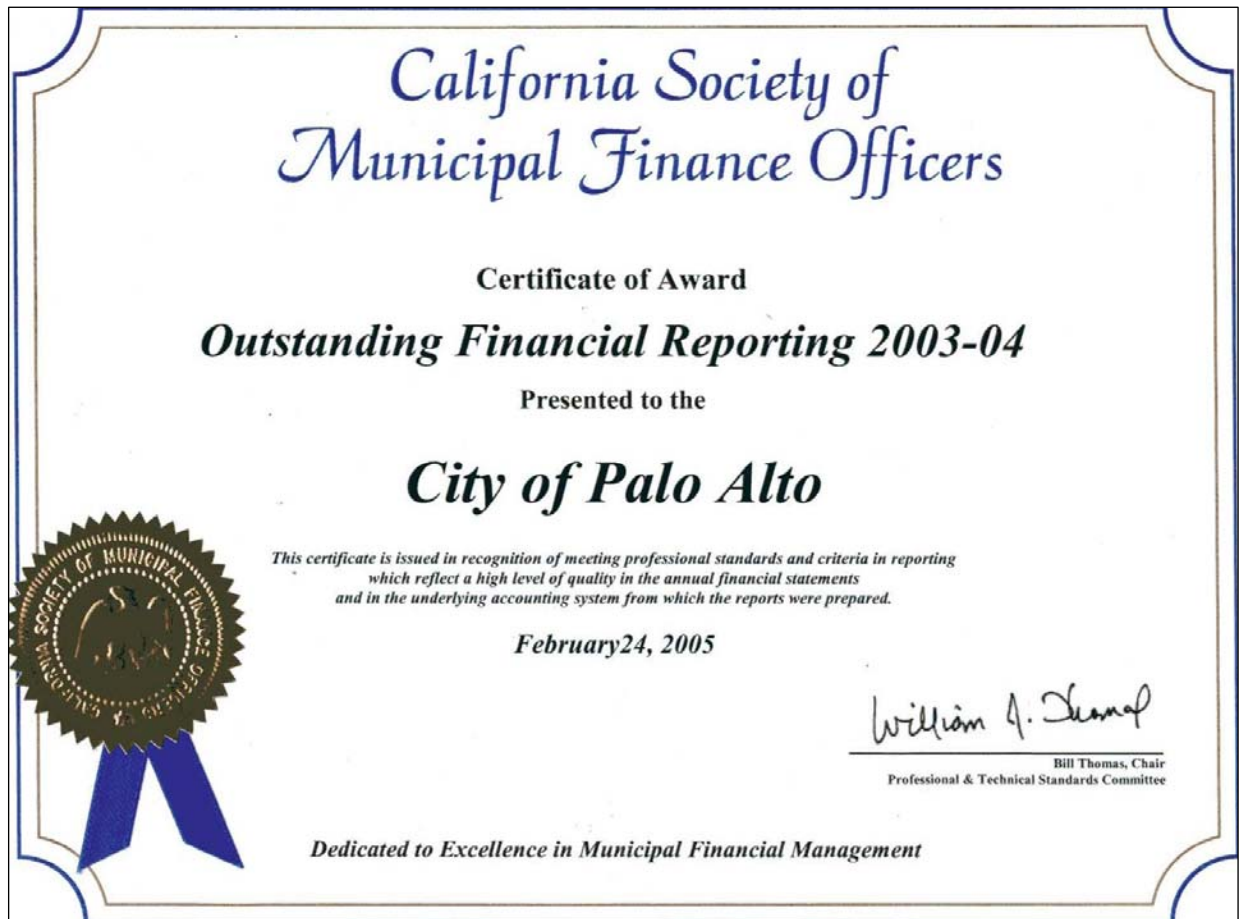 California Society of
Municipal Finance Officers
Certificate of Award
Outstanding Financial Reporting 2003-04
Presented to the
City of Palo Alto
This certificate is issued in recognition of meeting professional standards and criteria in reporting
which reflect a high level of quality in the annual financial statements
and in the underlying accounting system from which the reports were prepared.
February24, 2005
CALIFORNIA SOCIETY OF MUNICIPAL FINANCE OFFICERS
William J. Thomas
Bill Thomas, Chair
Professional & Technical Standards Committee
Dedicated to Excellence in Municipal Financial Management